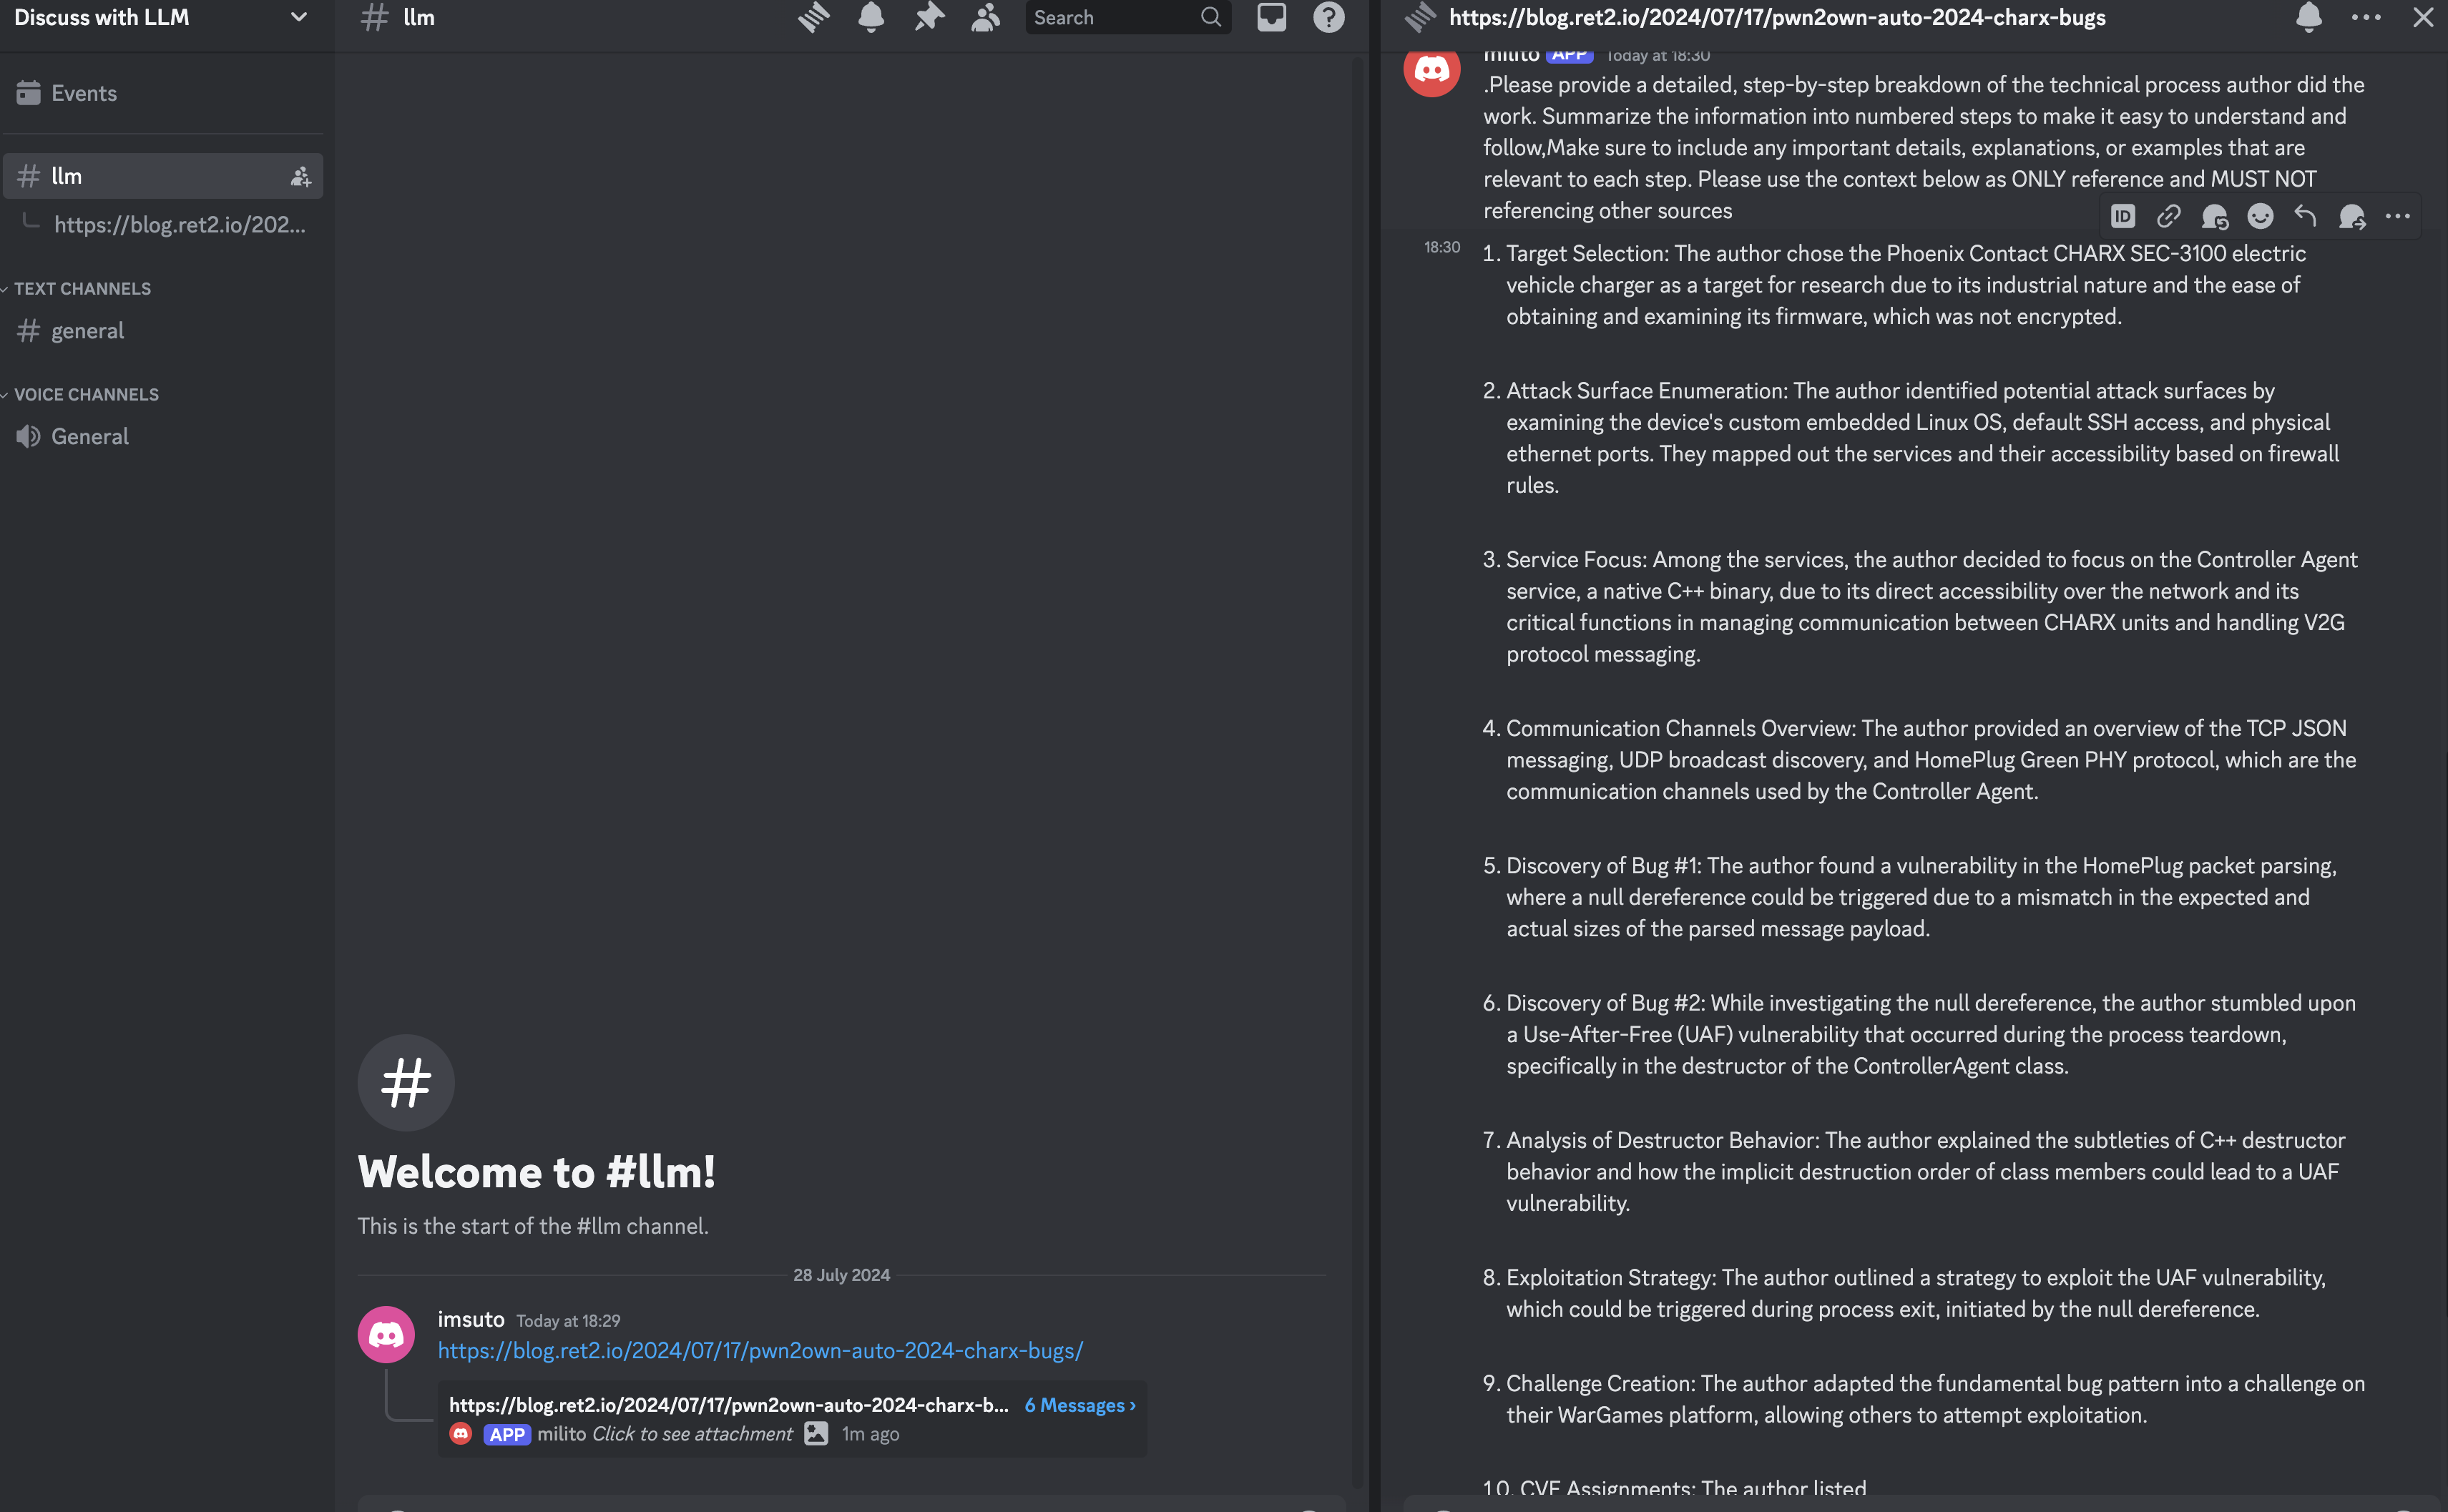 Discuss with LLM
Events
llm
https://blog.ret2.io/202...
TEXT CHANNELS
# general
VOICE CHANNELS
General
# llm
Search
Welcome to #llm!
This is the start of the #llm channel.
28 July 2024
imsuto Today at 18:29
https://blog.ret2.io/2024/07/17/pwn2own-auto-2024-charx-bugs/
https://blog.ret2.io/2024/07/17/pwn2own-auto-2024-charx-b... 6 Messages ›
APP milito Click to see attachment 1m ago
https://blog.ret2.io/2024/07/17/pwn2own-auto-2024-charx-bugs
milito APP Today at 18:30
.Please provide a detailed, step-by-step breakdown of the technical process author did the
work. Summarize the information into numbered steps to make it easy to understand and
follow,Make sure to include any important details, explanations, or examples that are
relevant to each step. Please use the context below as ONLY reference and MUST NOT
referencing other sources
ID
18:30 1. Target Selection: The author chose the Phoenix Contact CHARX SEC-3100 electric
vehicle charger as a target for research due to its industrial nature and the ease of
obtaining and examining its firmware, which was not encrypted.
2. Attack Surface Enumeration: The author identified potential attack surfaces by
examining the device's custom embedded Linux OS, default SSH access, and physical
ethernet ports. They mapped out the services and their accessibility based on firewall
rules.
3. Service Focus: Among the services, the author decided to focus on the Controller Agent
service, a native C++ binary, due to its direct accessibility over the network and its
critical functions in managing communication between CHARX units and handling V2G
protocol messaging.
4. Communication Channels Overview: The author provided an overview of the TCP JSON
messaging, UDP broadcast discovery, and HomePlug Green PHY protocol, which are the
communication channels used by the Controller Agent.
5. Discovery of Bug #1: The author found a vulnerability in the HomePlug packet parsing,
where a null dereference could be triggered due to a mismatch in the expected and
actual sizes of the parsed message payload.
6. Discovery of Bug #2: While investigating the null dereference, the author stumbled upon
a Use-After-Free (UAF) vulnerability that occurred during the process teardown,
specifically in the destructor of the ControllerAgent class.
7. Analysis of Destructor Behavior: The author explained the subtleties of C++ destructor
behavior and how the implicit destruction order of class members could lead to a UAF
vulnerability.
8. Exploitation Strategy: The author outlined a strategy to exploit the UAF vulnerability,
which could be triggered during process exit, initiated by the null dereference.
9. Challenge Creation: The author adapted the fundamental bug pattern into a challenge on
their WarGames platform, allowing others to attempt exploitation.
10. CVE Assignments: The author listed